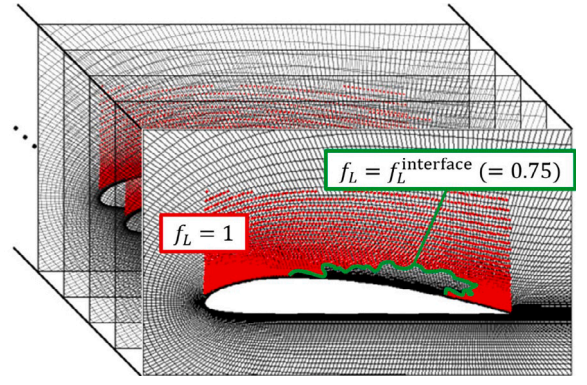 f_L = f_L^interface (= 0.75)
f_L = 1